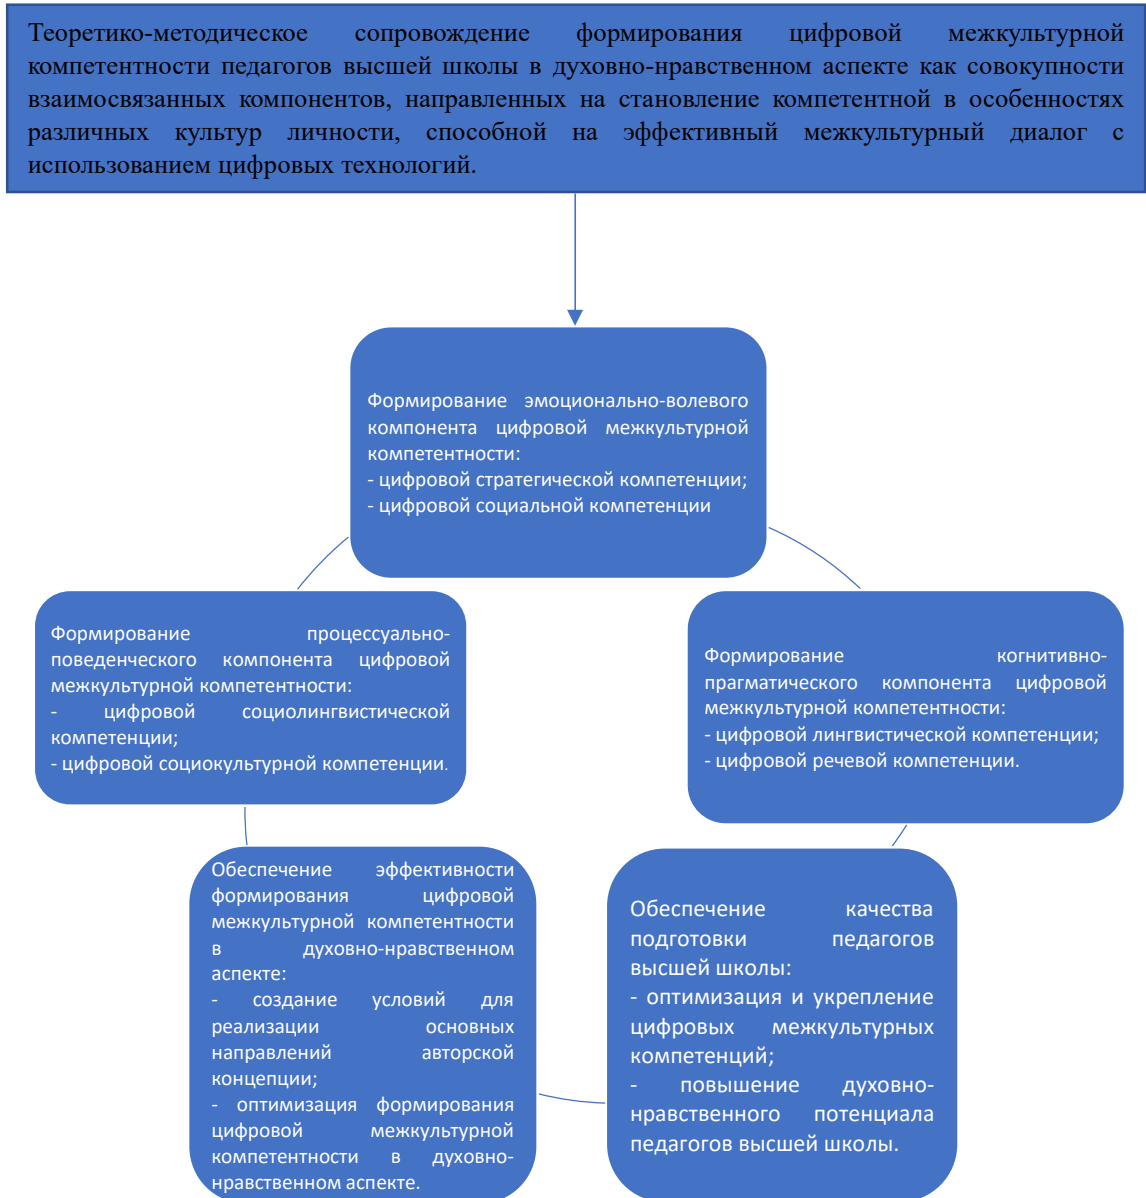 Теоретико-методическое сопровождение формирования цифровой межкультурной
компетентности педагогов высшей школы в духовно-нравственном аспекте как совокупности
взаимосвязанных компонентов, направленных на становление компетентной в особенностях
различных культур личности, способной на эффективный межкультурный диалог с
использованием цифровых технологий.
Формирование эмоционально-волевого
компонента цифровой межкультурной
компетентности:
- цифровой стратегической компетенции;
- цифровой социальной компетенции
Формирование процессуально-
поведенческого компонента цифровой
межкультурной компетентности:
- цифровой социолингвистической
компетенции;
- цифровой социокультурной компетенции.
Формирование когнитивно-
прагматического компонента цифровой
межкультурной компетентности:
- цифровой лингвистической компетенции;
- цифровой речевой компетенции.
Обеспечение эффективности
формирования цифровой
межкультурной компетентности
в духовно-нравственном
аспекте:
- создание условий для
реализации основных
направлений авторской
концепции;
- оптимизация формирования
цифровой межкультурной
компетентности в духовно-
нравственном аспекте.
Обеспечение качества
подготовки педагогов
высшей школы:
- оптимизация и укрепление
цифровых межкультурных
компетенций;
- повышение духовно-
нравственного потенциала
педагогов высшей школы.